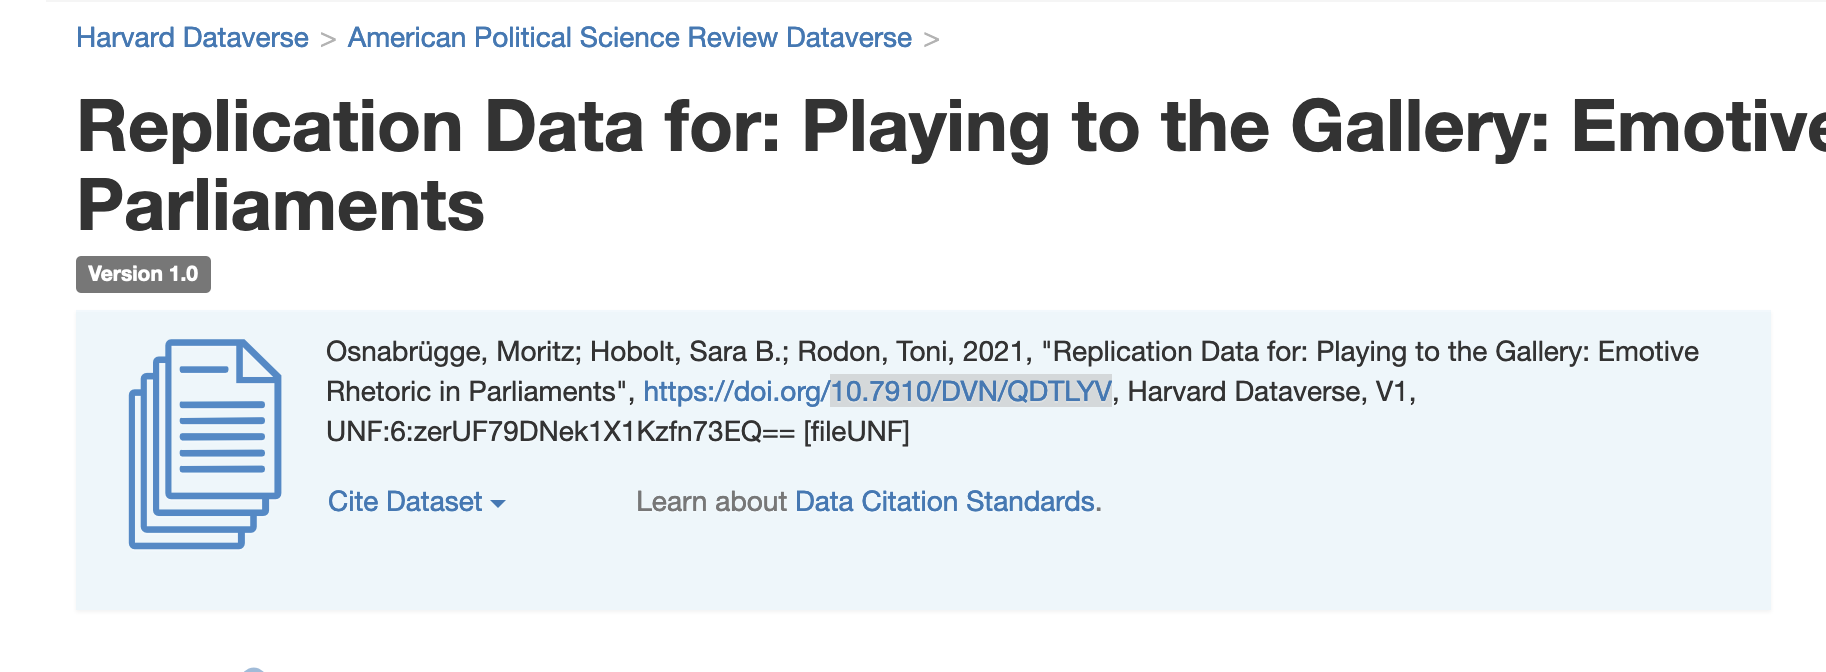 Harvard Dataverse > American Political Science Review Dataverse >
Replication Data for: Playing to the Gallery: Emotive
Parliaments
Version 1.0
Osnabrügge, Moritz; Hobolt, Sara B.; Rodon, Toni, 2021, "Replication Data for: Playing to the Gallery: Emotive
Rhetoric in Parliaments", https://doi.org/10.7910/DVN/QDTLYV, Harvard Dataverse, V1,
UNF:6:zerUF79DNek1X1Kzfn73EQ== [fileUNF]
Cite Dataset Learn about Data Citation Standards.